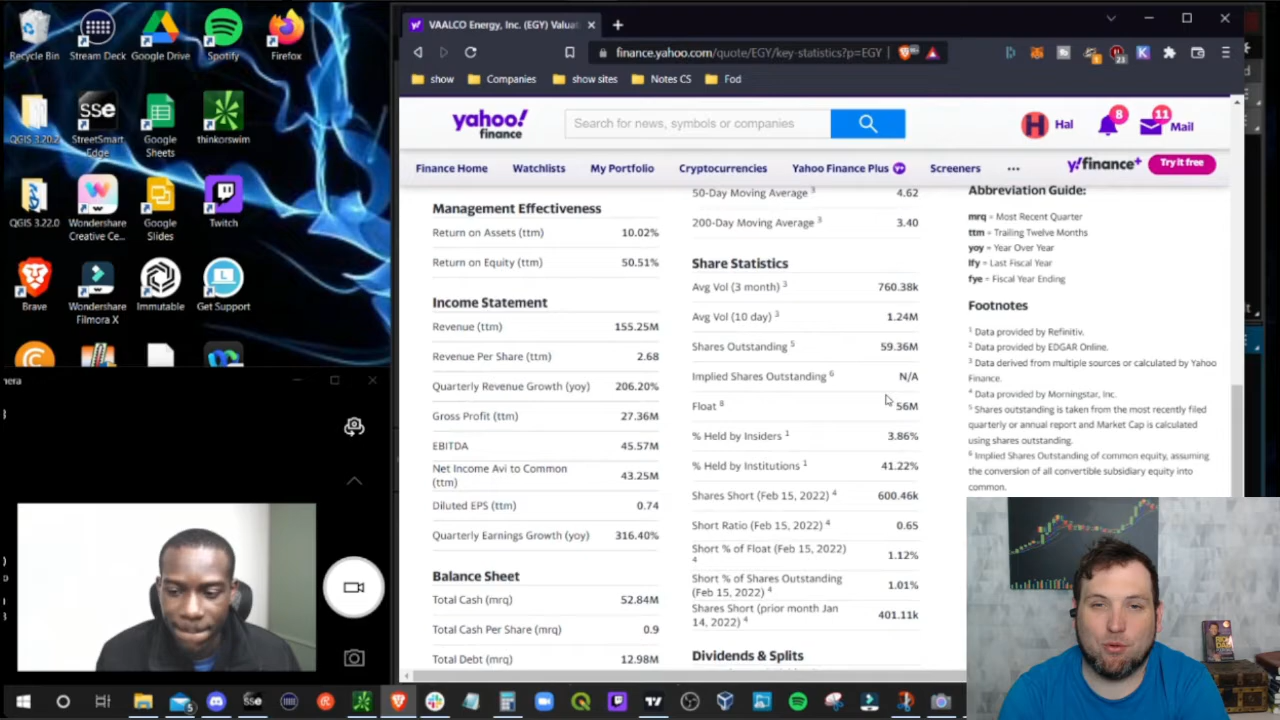 Recycle Bin
Stream Deck
Google Drive
Spotify
Firefox
QGIS 3.20.2
StreetSmart Edge
Google Sheets
thinkorswim
QGIS 3.22.0
Wondershare Creative Ce...
Google Slides
Twitch
Brave
Wondershare Filmora X
Immutable
Get Support
VAALCO Energy, Inc. (EGY) Valuat
finance.yahoo.com/quote/EGY/key-statistics?p=EGY
show
Companies
show sites
Notes CS
Fod
yahoo!
finance
Search for news, symbols or companies
Hal
8
11
Mail
Finance Home
Watchlists
My Portfolio
Cryptocurrencies
Yahoo Finance Plus
Screeners
...
y!finance+
Try it free
Management Effectiveness
Return on Assets (ttm) 10.02%
Return on Equity (ttm) 50.51%
Income Statement
Revenue (ttm) 155.25M
Revenue Per Share (ttm) 2.68
Quarterly Revenue Growth (yoy) 206.20%
Gross Profit (ttm) 27.36M
EBITDA 45.57M
Net Income Avi to Common
(ttm) 43.25M
Diluted EPS (ttm) 0.74
Quarterly Earnings Growth (yoy) 316.40%
Balance Sheet
Total Cash (mrq) 52.84M
Total Cash Per Share (mrq) 0.9
Total Debt (mrq) 12.98M
50-Day Moving Average 3 4.62
200-Day Moving Average 3 3.40
Share Statistics
Avg Vol (3 month) 3 760.38k
Avg Vol (10 day) 3 1.24M
Shares Outstanding 5 59.36M
Implied Shares Outstanding 6 N/A
Float 8 56M
% Held by Insiders 1 3.86%
% Held by Institutions 1 41.22%
Shares Short (Feb 15, 2022) 4 600.46k
Short Ratio (Feb 15, 2022) 4 0.65
Short % of Float (Feb 15, 2022)
4 1.12%
Short % of Shares Outstanding
(Feb 15, 2022) 4 1.01%
Shares Short (prior month Jan
14, 2022) 4 401.11k
Dividends & Splits
Abbreviation Guide:
mrq = Most Recent Quarter
ttm = Trailing Twelve Months
yoy = Year Over Year
lfy = Last Fiscal Year
fye = Fiscal Year Ending
Footnotes
1 Data provided by Refinitiv.
2 Data provided by EDGAR Online.
3 Data derived from multiple sources or calculated by Yahoo
Finance.
4 Data provided by Morningstar, Inc.
5 Shares outstanding is taken from the most recently filed
quarterly or annual report and Market Cap is calculated
using shares outstanding.
6 Implied Shares Outstanding of common equity, assuming
the conversion of all convertible subsidiary equity into
common.